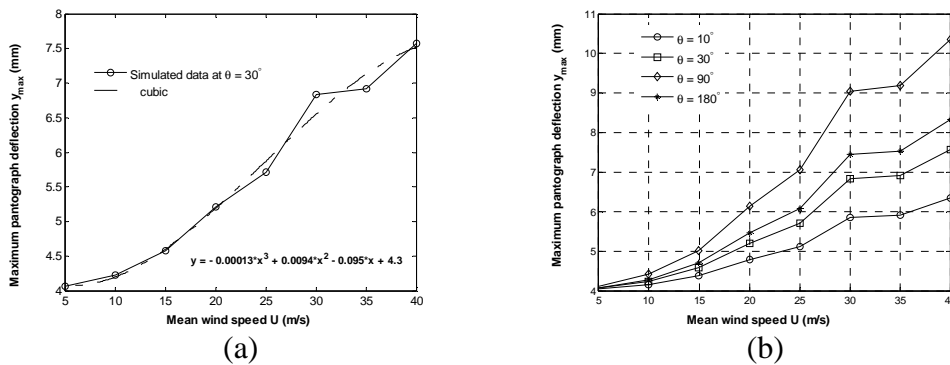 Maximum pantograph deflection y_max (mm)
8
7.5
7
6.5
6
5.5
5
4.5
4
Simulated data at θ = 30°
cubic
y = - 0.00013*x^3 + 0.0094*x^2 - 0.095*x + 4.3
5 10 15 20 25 30 35 40
Mean wind speed U (m/s)
(a)
Maximum pantograph deflection y_max (mm)
11
10
9
8
7
6
5
4
θ = 10°
θ = 30°
θ = 90°
θ = 180°
5 10 15 20 25 30 35
Mean wind speed U (m/s)
(b)